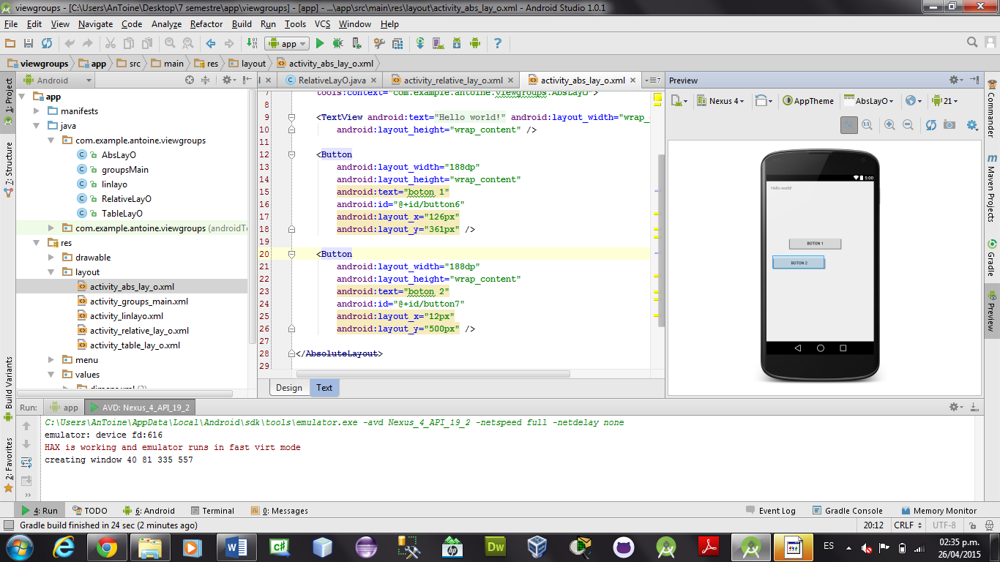 viewgroups - [C:\Users\AnToine\Desktop\7 semestre\app\viewgroups] - [app] - ...\app\src\main\res\layout\activity_abs_lay_o.xml - Android Studio 1.0.1
File Edit View Navigate Code Analyze Refactor Build Run Tools VCS Window Help
app
viewgroups app src main res layout activity_abs_lay_o.xml
Android
RelativeLayO.java activity_relative_lay_o.xml activity_abs_lay_o.xml
Preview
1: Project
7: Structure
Build Variants
2: Favorites
app
manifests
java
com.example.antoine.viewgroups
AbsLayO
groupsMain
linlayo
RelativeLayO
TableLayO
com.example.antoine.viewgroups (androidTe
res
drawable
layout
activity_abs_lay_o.xml
activity_groups_main.xml
activity_linlayo.xml
activity_relative_lay_o.xml
activity_table_lay_o.xml
menu
values
dimens.xml (2)
7 tools:context="com.example.antoine.viewgroups.AbsLayO">
8
9 <TextView android:text="Hello world!" android:layout_width="wrap_c
10 android:layout_height="wrap_content" />
11
12 <Button
13 android:layout_width="188dp"
14 android:layout_height="wrap_content"
15 android:text="boton 1"
16 android:id="@+id/button6"
17 android:layout_x="126px"
18 android:layout_y="361px" />
19
20 <Button
21 android:layout_width="188dp"
22 android:layout_height="wrap_content"
23 android:text="boton 2"
24 android:id="@+id/button7"
25 android:layout_x="12px"
26 android:layout_y="500px" />
27
28 </AbsoluteLayout>
29
Design Text
Nexus 4 AppTheme AbsLayO 21
5:00
Hello world!
BOTON 1
BOTON 2
Commander
Maven Projects
Gradle
Preview
Run: app AVD: Nexus_4_API_19_2
C:\Users\AnToine\AppData\Local\Android\sdk\tools\emulator.exe -avd Nexus_4_API_19_2 -netspeed full -netdelay none
emulator: device fd:616
HAX is working and emulator runs in fast virt mode
creating window 40 81 335 557
4: Run TODO 6: Android Terminal 0: Messages Event Log Gradle Console Memory Monitor
Gradle build finished in 24 sec (2 minutes ago) 20:12 CRLF UTF-8
ES
02:35 p.m.
26/04/2015